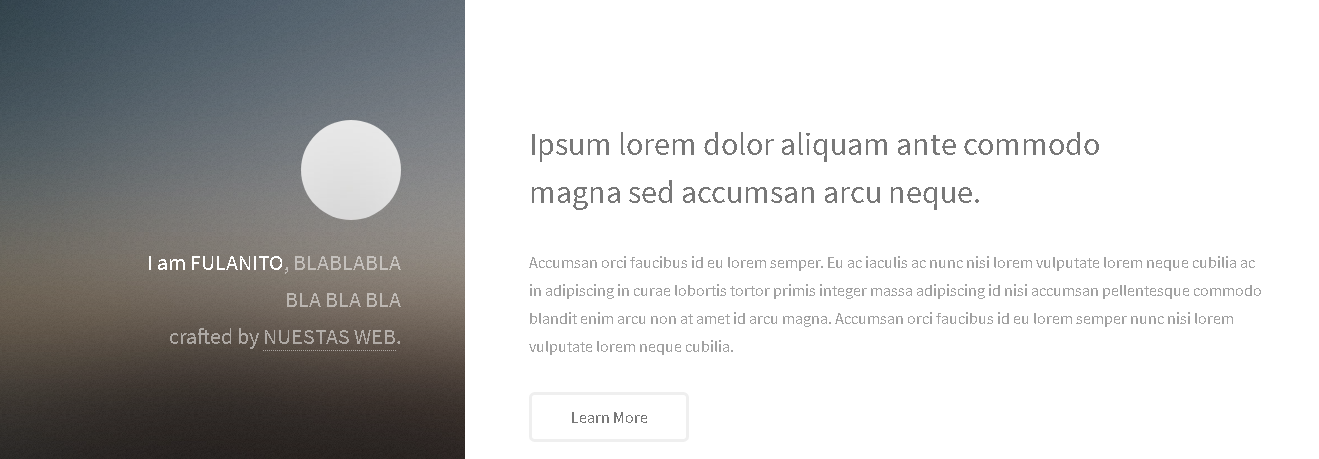 I am FULANITO, BLABLABLA
BLA BLA BLA
crafted by NUESTAS WEB.
Ipsum lorem dolor aliquam ante commodo
magna sed accumsan arcu neque.
Accumsan orci faucibus id eu lorem semper. Eu ac iaculis ac nunc nisi lorem vulputate lorem neque cubilia ac
in adipiscing in curae lobortis tortor primis integer massa adipiscing id nisi accumsan pellentesque commodo
blandit enim arcu non at amet id arcu magna. Accumsan orci faucibus id eu lorem semper nunc nisi lorem
vulputate lorem neque cubilia.
Learn More